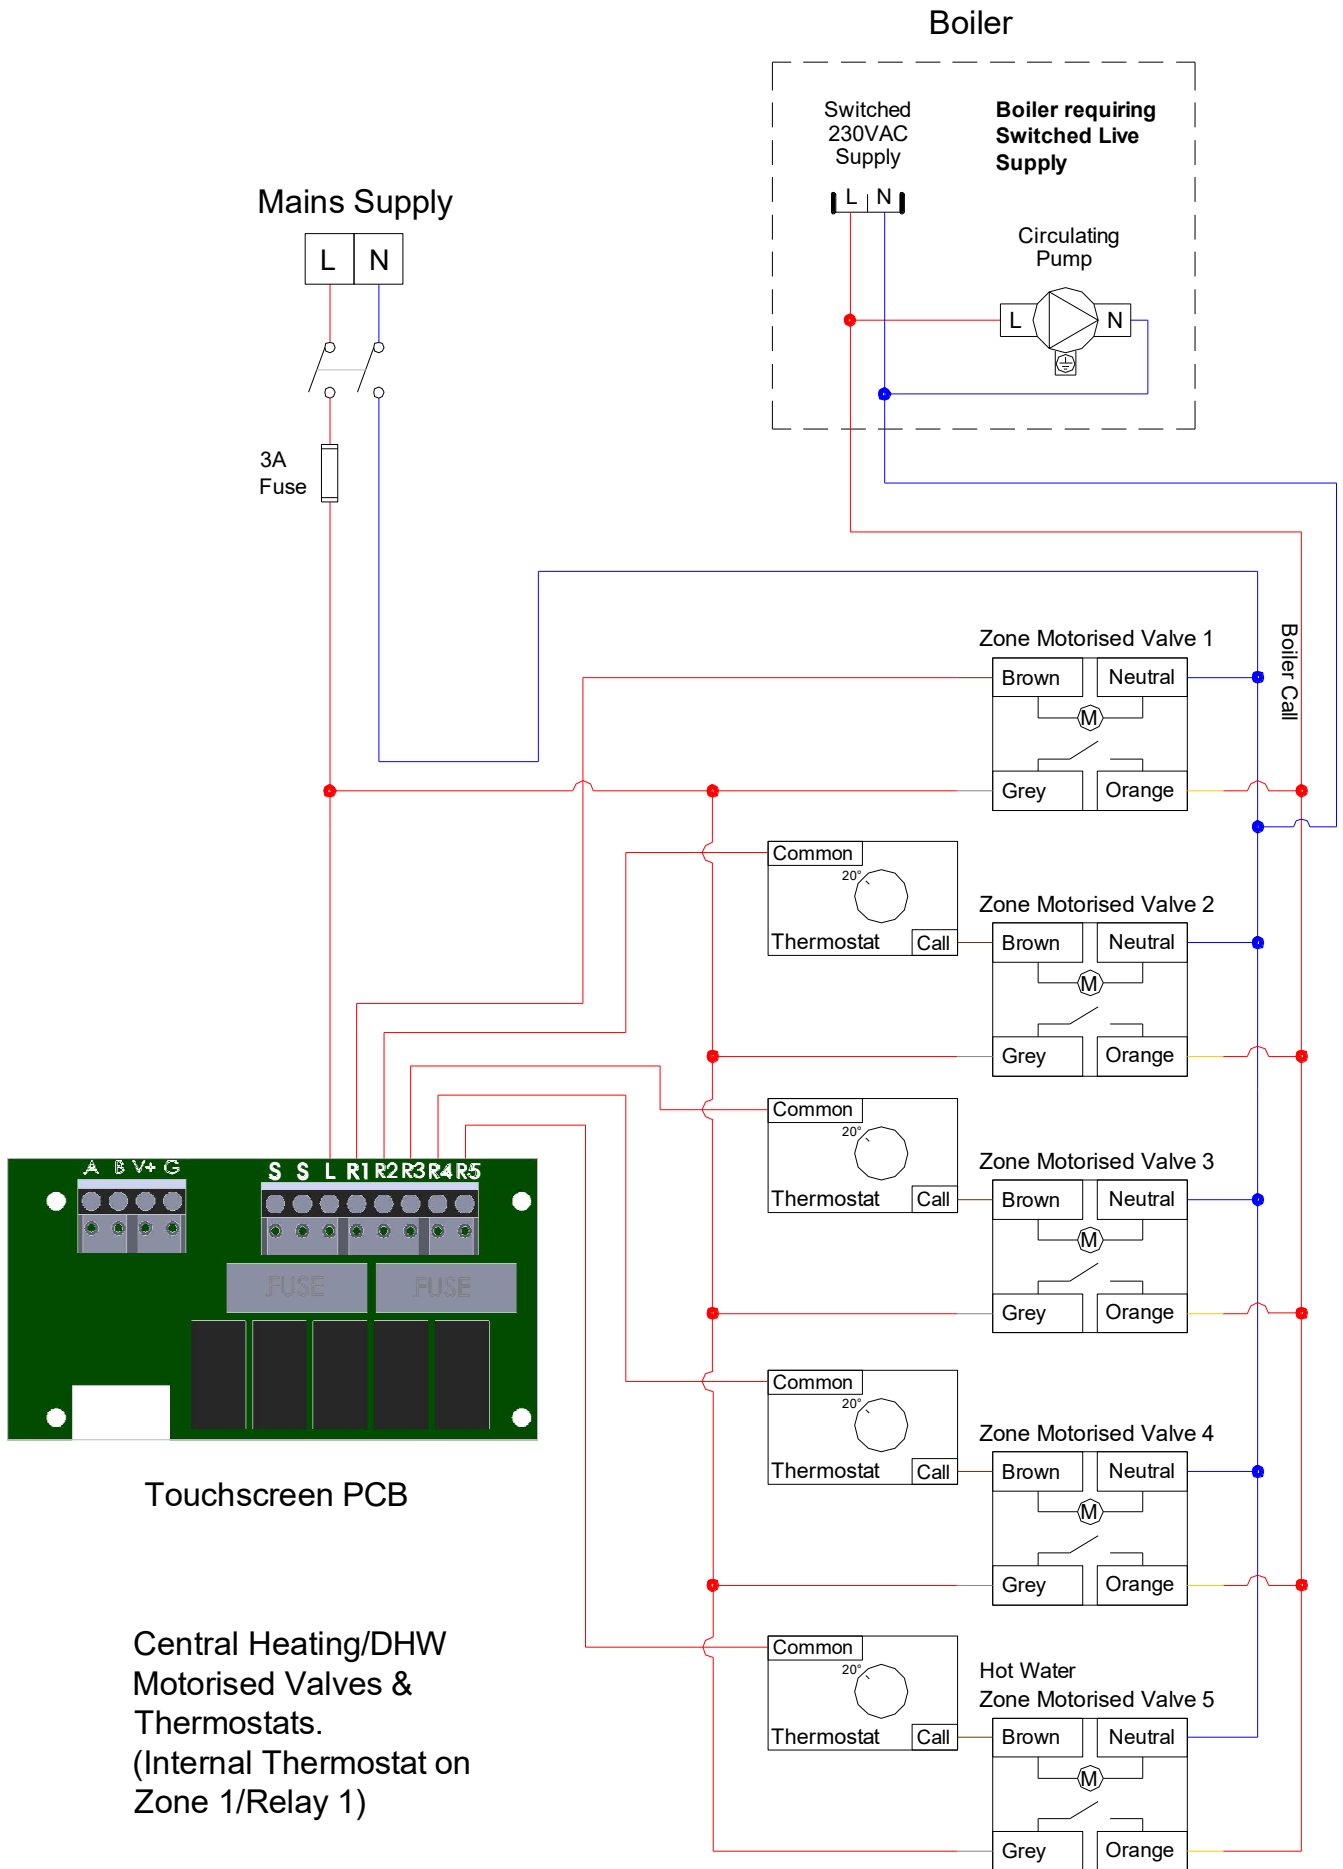 Boiler
Switched
230VAC
Supply
Boiler requiring
Switched Live
Supply
L N
Circulating
Pump
L N
Mains Supply
L N
3A
Fuse
Boiler Call
Zone Motorised Valve 1
Brown Neutral
M
Grey Orange
Common
20°
Thermostat Call
Zone Motorised Valve 2
Brown Neutral
M
Grey Orange
Common
20°
Thermostat Call
Zone Motorised Valve 3
Brown Neutral
M
Grey Orange
A B V+ G
S S L R1 R2 R3 R4 R5
FUSE FUSE
Touchscreen PCB
Common
20°
Thermostat Call
Zone Motorised Valve 4
Brown Neutral
M
Grey Orange
Common
20°
Thermostat Call
Hot Water
Zone Motorised Valve 5
Brown Neutral
M
Grey Orange
Central Heating/DHW
Motorised Valves &
Thermostats.
(Internal Thermostat on
Zone 1/Relay 1)